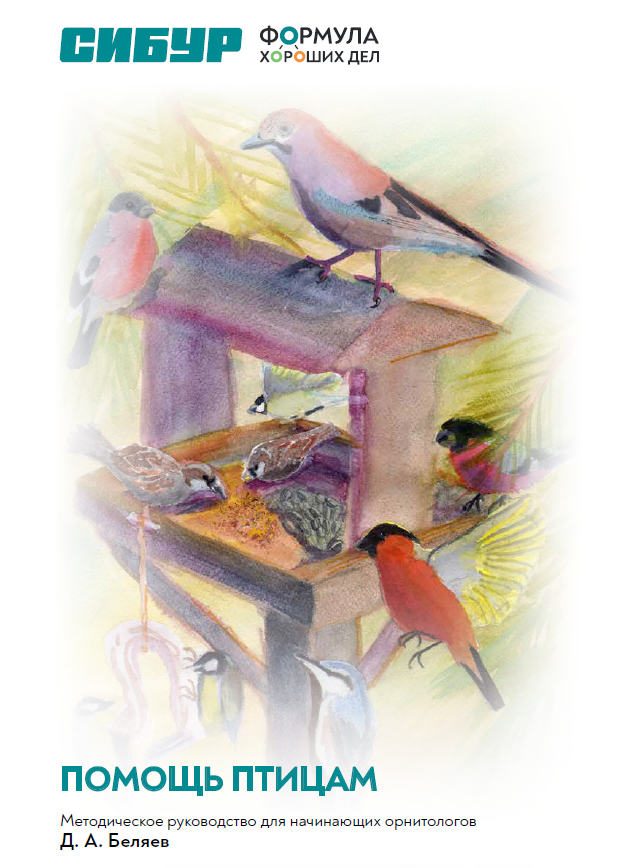 СИБУР
ФОРМУЛА
ХОРОШИХ ДЕЛ
ПОМОЩЬ ПТИЦАМ
Методическое руководство для начинающих орнитологов
Д. А. Беляев